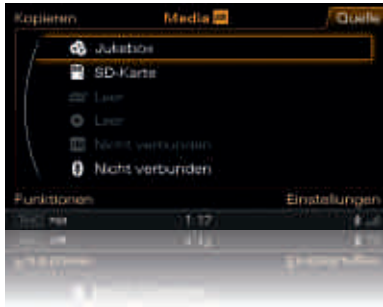 Kopieren Media Quelle
Jukebox
SD-Karte
Leer
Leer
Nicht verbunden
Nicht verbunden
Funktionen Einstellungen
1:17